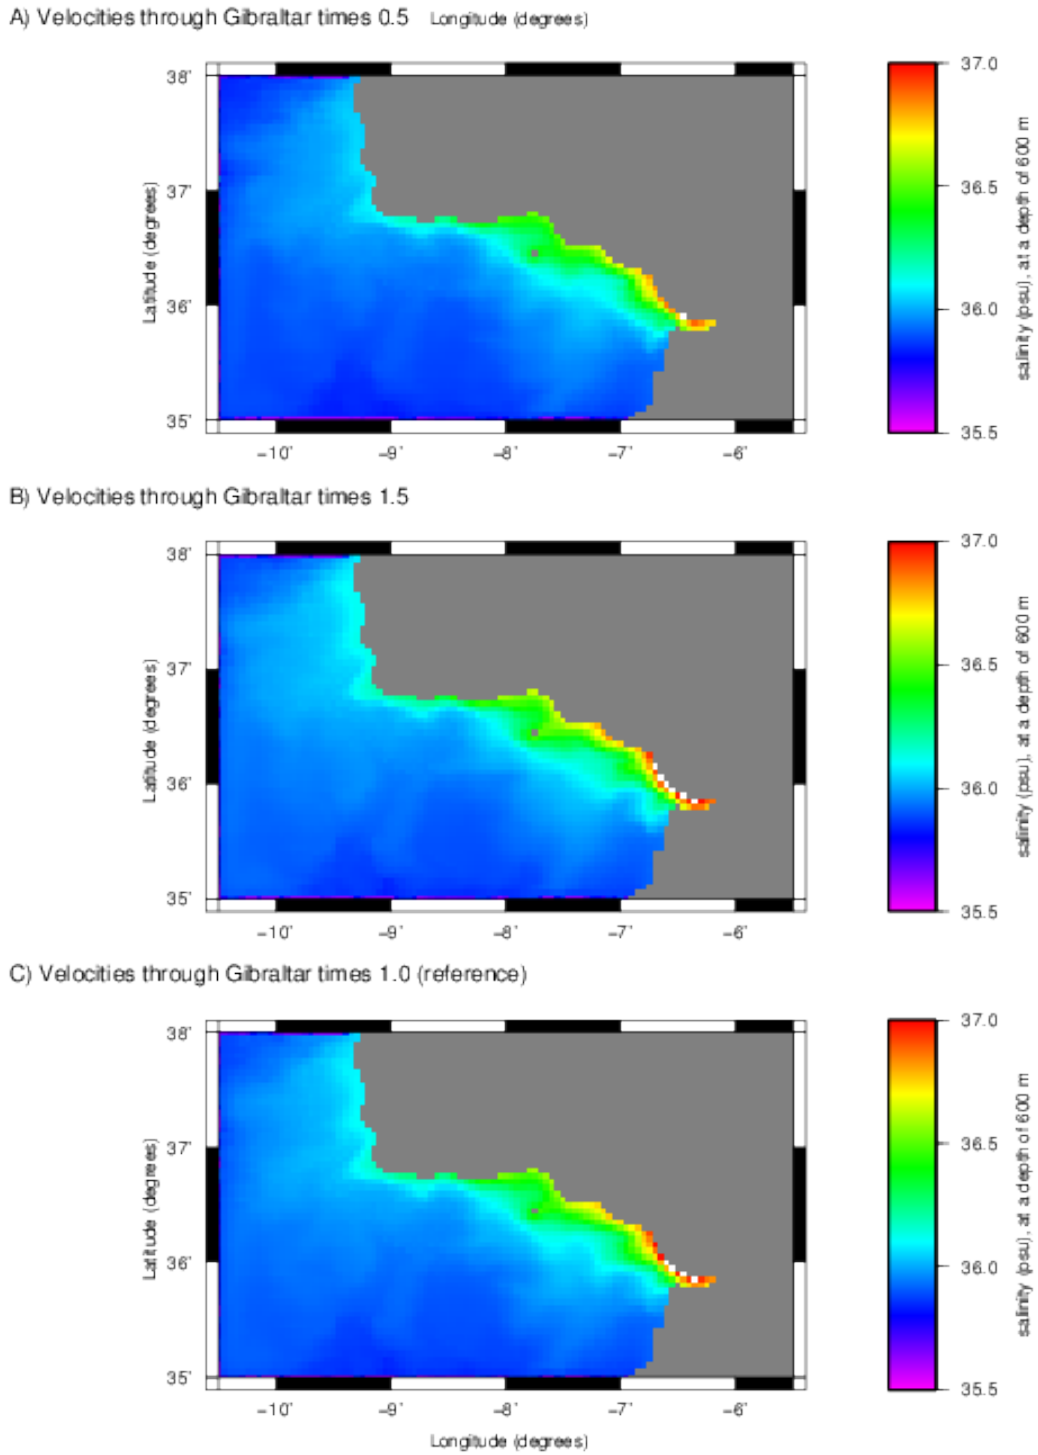 A) Velocities through Gibraltar times 0.5 Longitude (degrees)
38˚
37˚
36˚
35˚
Latitude (degrees)
−10˚ −9˚ −8˚ −7˚ −6˚
37.0
36.5
36.0
35.5
salinity (psu), at a depth of 600 m
B) Velocities through Gibraltar times 1.5
38˚
37˚
36˚
35˚
Latitude (degrees)
−10˚ −9˚ −8˚ −7˚ −6˚
37.0
36.5
36.0
35.5
salinity (psu), at a depth of 600 m
C) Velocities through Gibraltar times 1.0 (reference)
38˚
37˚
36˚
35˚
Latitude (degrees)
−10˚ −9˚ −8˚ −7˚ −6˚
Longitude (degrees)
37.0
36.5
36.0
35.5
salinity (psu), at a depth of 600 m